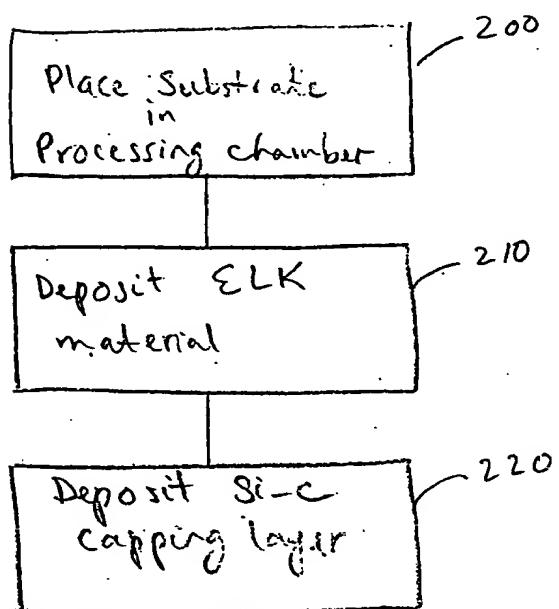 200
Place Substrate
in
Processing chamber
210
Deposit ELK
material
220
Deposit Si-C
capping layer